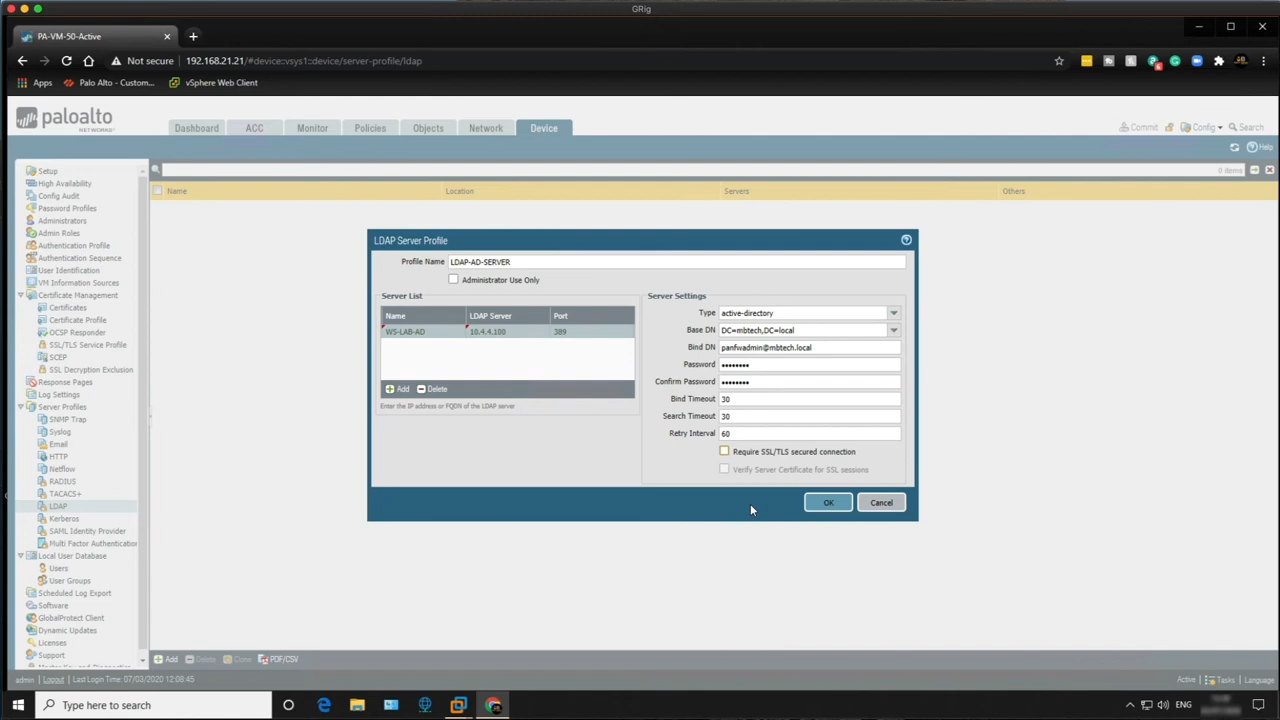 GRig
PA-VM-50-Active
Not secure 192.168.21.21/#device:vsys1::device/server-profile/ldap
Apps Palo Alto - Custom... vSphere Web Client
paloalto
NETWORKS
Dashboard ACC Monitor Policies Objects Network Device
Commit Config Search
Help
Setup
High Availability
Config Audit
Password Profiles
Administrators
Admin Roles
Authentication Profile
Authentication Sequence
User Identification
VM Information Sources
Certificate Management
Certificates
Certificate Profile
OCSP Responder
SSL/TLS Service Profile
SCEP
SSL Decryption Exclusion
Response Pages
Log Settings
Server Profiles
SNMP Trap
Syslog
Email
HTTP
Netflow
RADIUS
TACACS+
LDAP
Kerberos
SAML Identity Provider
Multi Factor Authentication
Local User Database
Users
User Groups
Scheduled Log Export
Software
GlobalProtect Client
Dynamic Updates
Licenses
Support
Master Key and Diagnostics
0 items
Name Location Servers Others
LDAP Server Profile
Profile Name LDAP-AD-SERVER
Administrator Use Only
Server List
Name LDAP Server Port
WS-LAB-AD 10.4.4.100 389
Add Delete
Enter the IP address or FQDN of the LDAP server
Server Settings
Type active-directory
Base DN DC=mbtech,DC=local
Bind DN panfwadmin@mbtech.local
Password ••••••••
Confirm Password ••••••••
Bind Timeout 30
Search Timeout 30
Retry Interval 60
Require SSL/TLS secured connection
Verify Server Certificate for SSL sessions
OK Cancel
Add Delete Clone PDF/CSV
admin Logout Last Login Time: 07/03/2020 12:08:45
Active Tasks Language
Type here to search
ENG